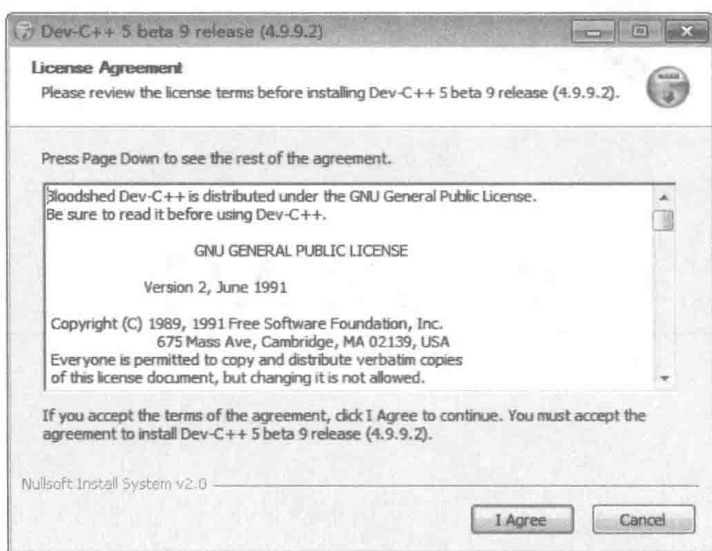 Dev-C++ 5 beta 9 release (4.9.9.2)
License Agreement
Please review the license terms before installing Dev-C++ 5 beta 9 release (4.9.9.2).
Press Page Down to see the rest of the agreement.
Bloodshed Dev-C++ is distributed under the GNU General Public License.
Be sure to read it before using Dev-C++.
GNU GENERAL PUBLIC LICENSE
Version 2, June 1991
Copyright (C) 1989, 1991 Free Software Foundation, Inc.
675 Mass Ave, Cambridge, MA 02139, USA
Everyone is permitted to copy and distribute verbatim copies
of this license document, but changing it is not allowed.
If you accept the terms of the agreement, click I Agree to continue. You must accept the
agreement to install Dev-C++ 5 beta 9 release (4.9.9.2).
Nullsoft Install System v2.0
I Agree
Cancel